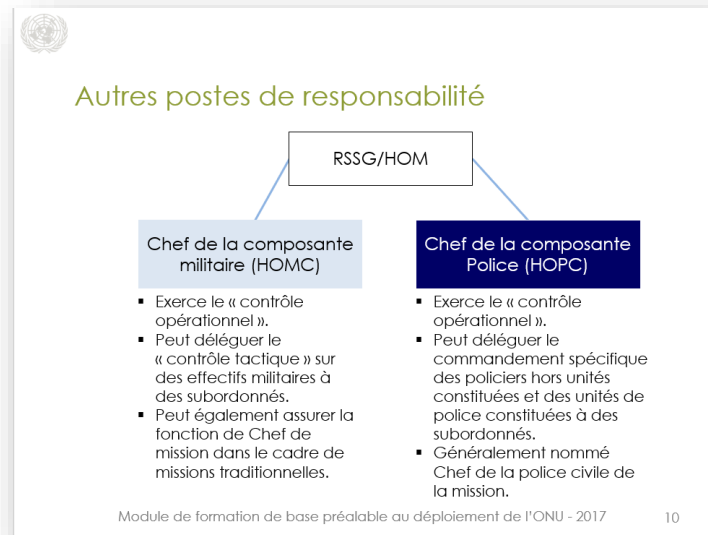 Autres postes de responsabilité
RSSG/HOM
Chef de la composante
militaire (HOMC)
▪ Exerce le « contrôle
opérationnel ».
▪ Peut déléguer le
« contrôle tactique » sur
des effectifs militaires à
des subordonnés.
▪ Peut également assurer la
fonction de Chef de
mission dans le cadre de
missions traditionnelles.
Chef de la composante
Police (HOPC)
▪ Exerce le « contrôle
opérationnel ».
▪ Peut déléguer le
commandement spécifique
des policiers hors unités
constituées et des unités de
police constituées à des
subordonnés.
▪ Généralement nommé
Chef de la police civile de
la mission.
Module de formation de base préalable au déploiement de l'ONU - 2017
10